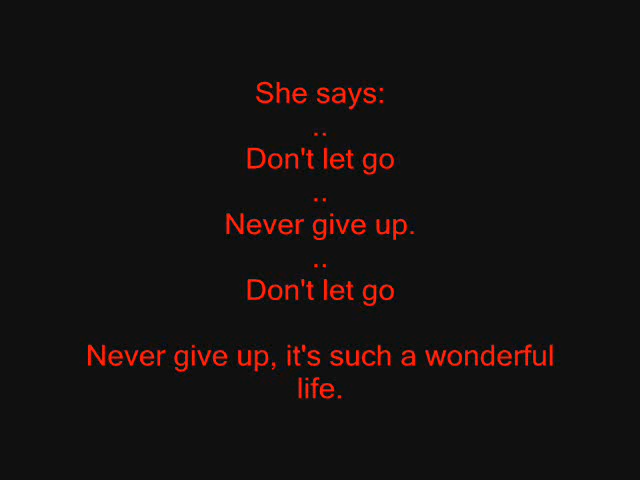 She says:
..
Don't let go
..
Never give up.
..
Don't let go
Never give up, it's such a wonderful
life.